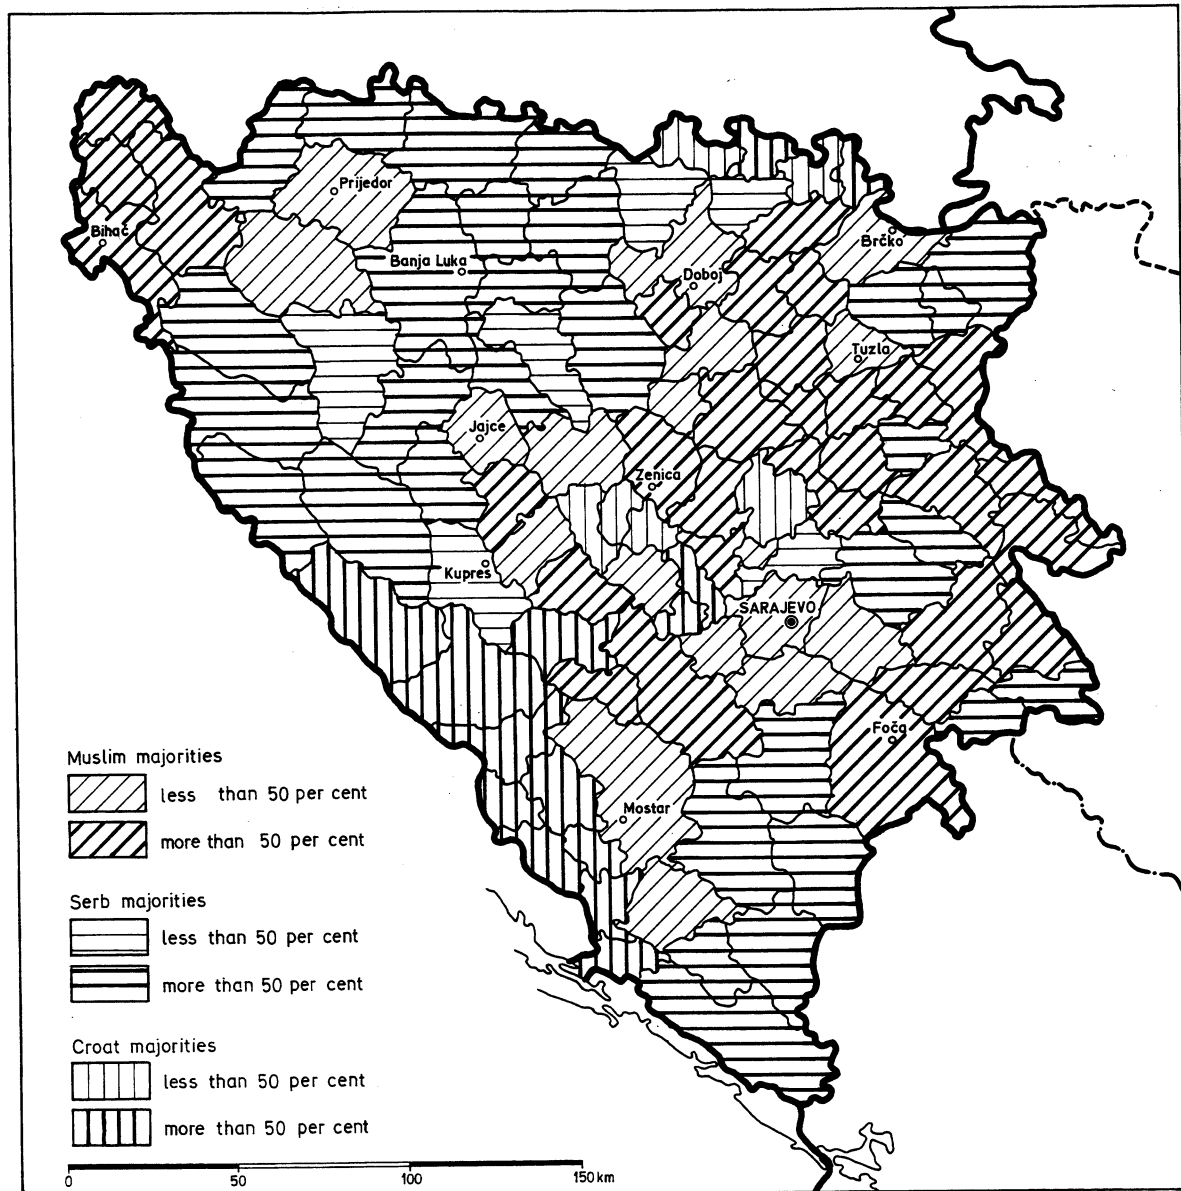 Prijedor
Bihać
Brčko
Banja Luka
Doboj
Tuzla
Jajce
Zenica
Kupres
SARAJEVO
Foča
Mostar
Muslim majorities
less than 50 per cent
more than 50 per cent
Serb majorities
less than 50 per cent
more than 50 per cent
Croat majorities
less than 50 per cent
more than 50 per cent
0 50 100 150 km